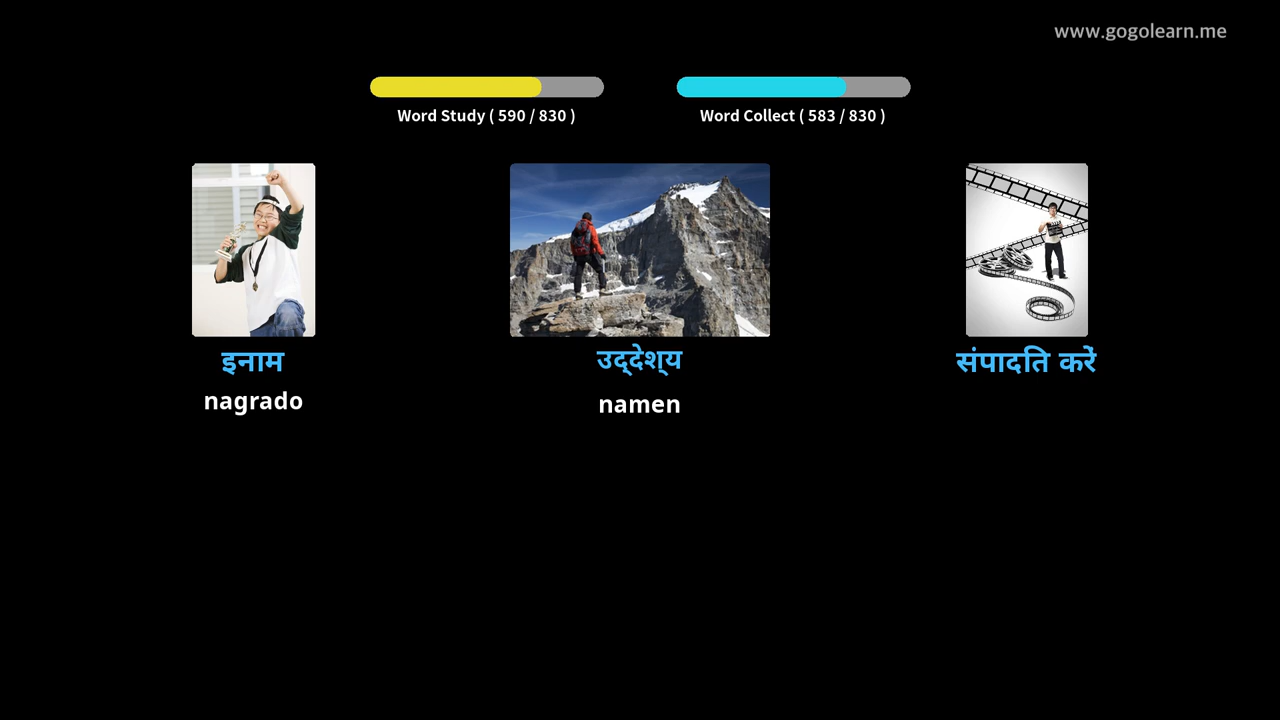 www.gogolearn.me
Word Study ( 590 / 830 )
Word Collect ( 583 / 830 )
इनाम
उद्देश्य
संपादति करें
nagrado
namen